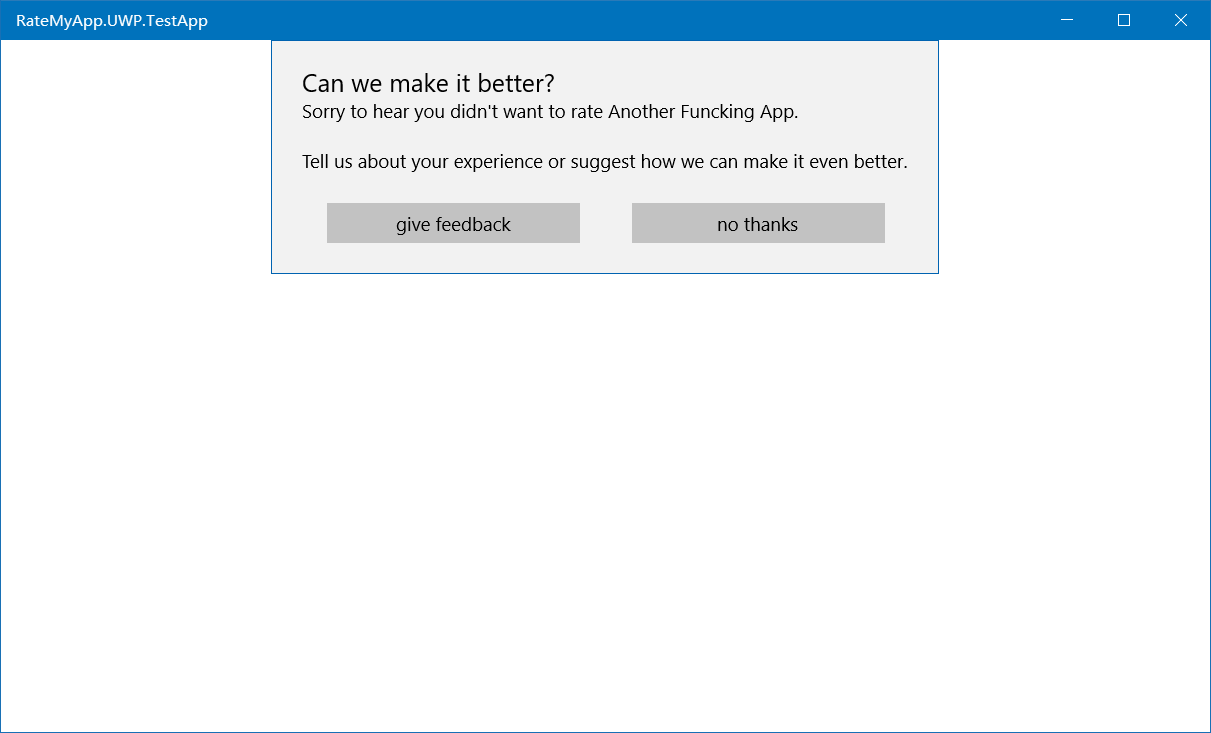 RateMyApp.UWP.TestApp
Can we make it better?
Sorry to hear you didn't want to rate Another Funcking App.
Tell us about your experience or suggest how we can make it even better.
give feedback
no thanks